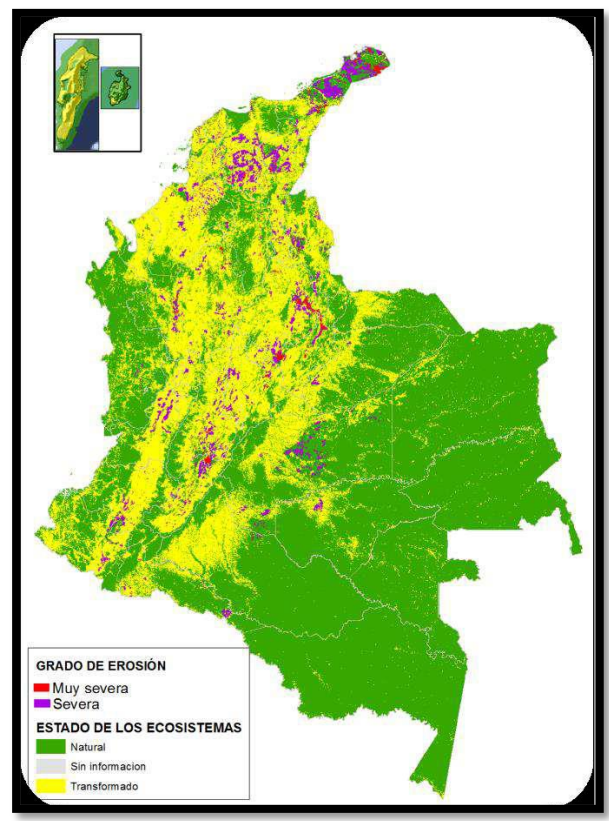 GRADO DE EROSIÓN
Muy severa
Severa
ESTADO DE LOS ECOSISTEMAS
Natural
Sin informacion
Transformado